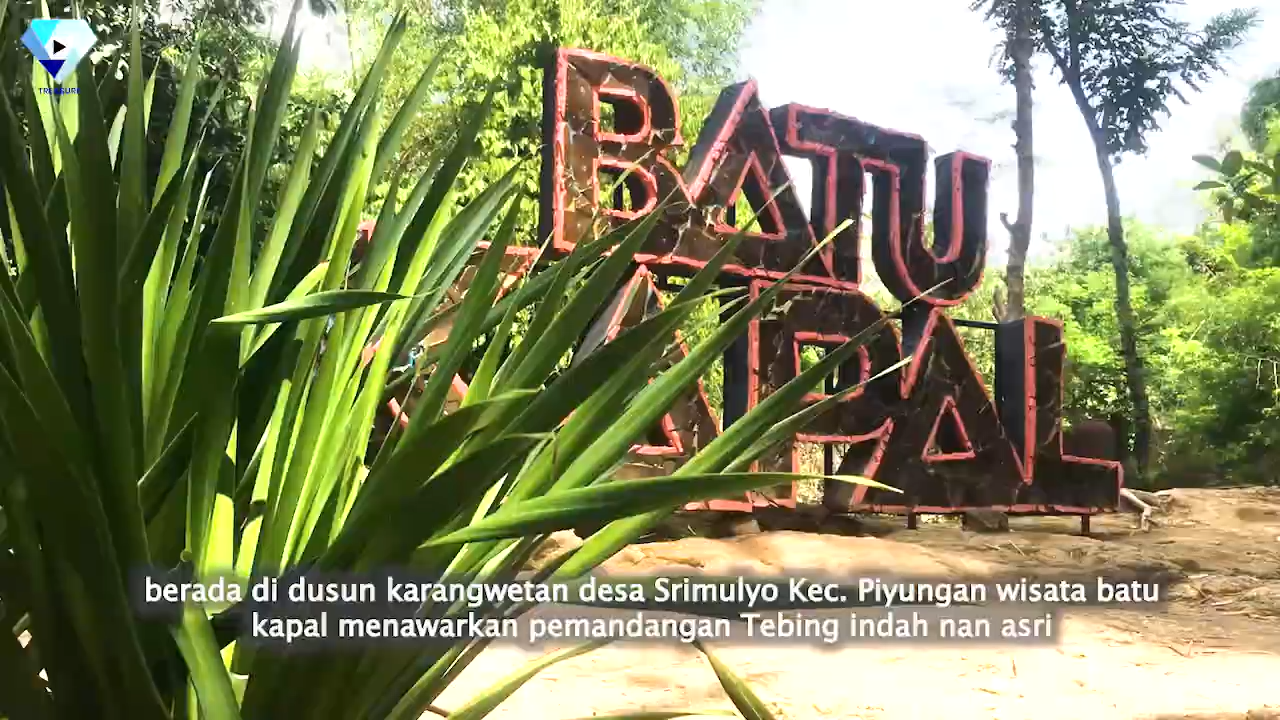 TREASURE
BATU
KAPAL
berada di dusun karangwetan desa Srimulyo Kec. Piyungan wisata batu
kapal menawarkan pemandangan Tebing indah nan asri